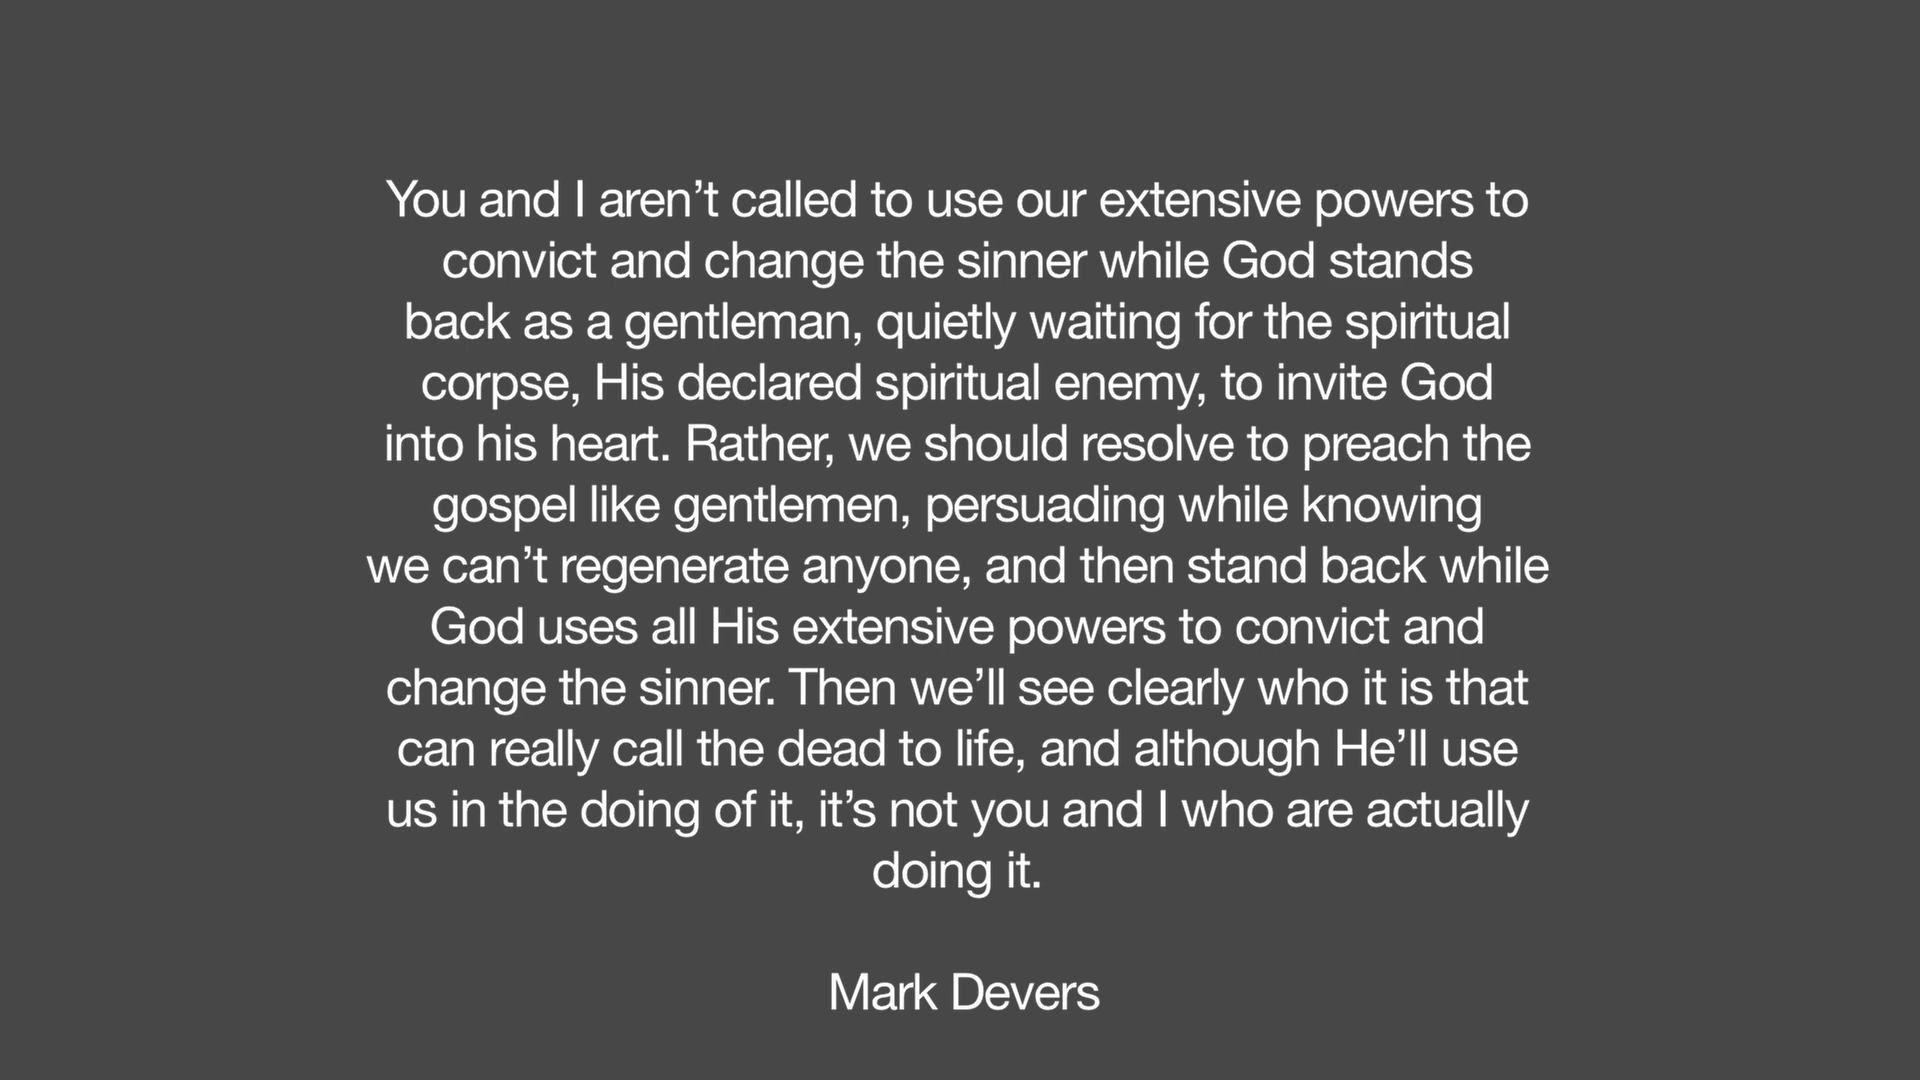 You and I aren’t called to use our extensive powers to
convict and change the sinner while God stands
back as a gentleman, quietly waiting for the spiritual
corpse, His declared spiritual enemy, to invite God
into his heart. Rather, we should resolve to preach the
gospel like gentlemen, persuading while knowing
we can’t regenerate anyone, and then stand back while
God uses all His extensive powers to convict and
change the sinner. Then we’ll see clearly who it is that
can really call the dead to life, and although He’ll use
us in the doing of it, it’s not you and I who are actually
doing it.
Mark Devers